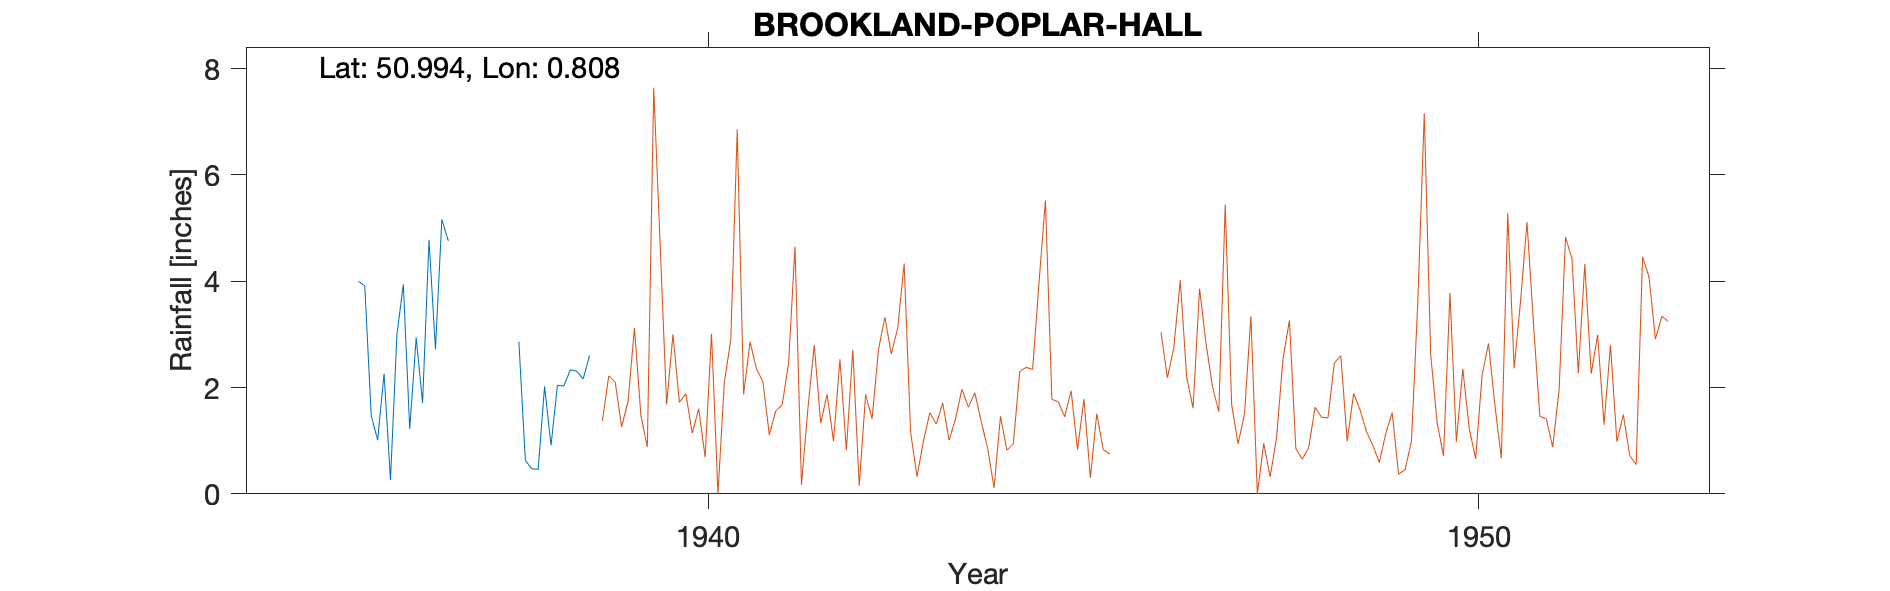 BROOKLAND-POPLAR-HALL
Lat: 50.994, Lon: 0.808
8
6
4
2
0
Rainfall [inches]
1940
1950
Year